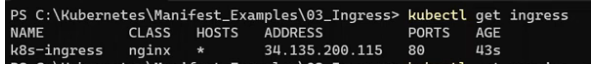 PS C:\Kubernetes\Manifest_Examples\03_Ingress> kubectl get ingress
NAME CLASS HOSTS ADDRESS PORTS AGE
k8s-ingress nginx * 34.135.200.115 80 43s